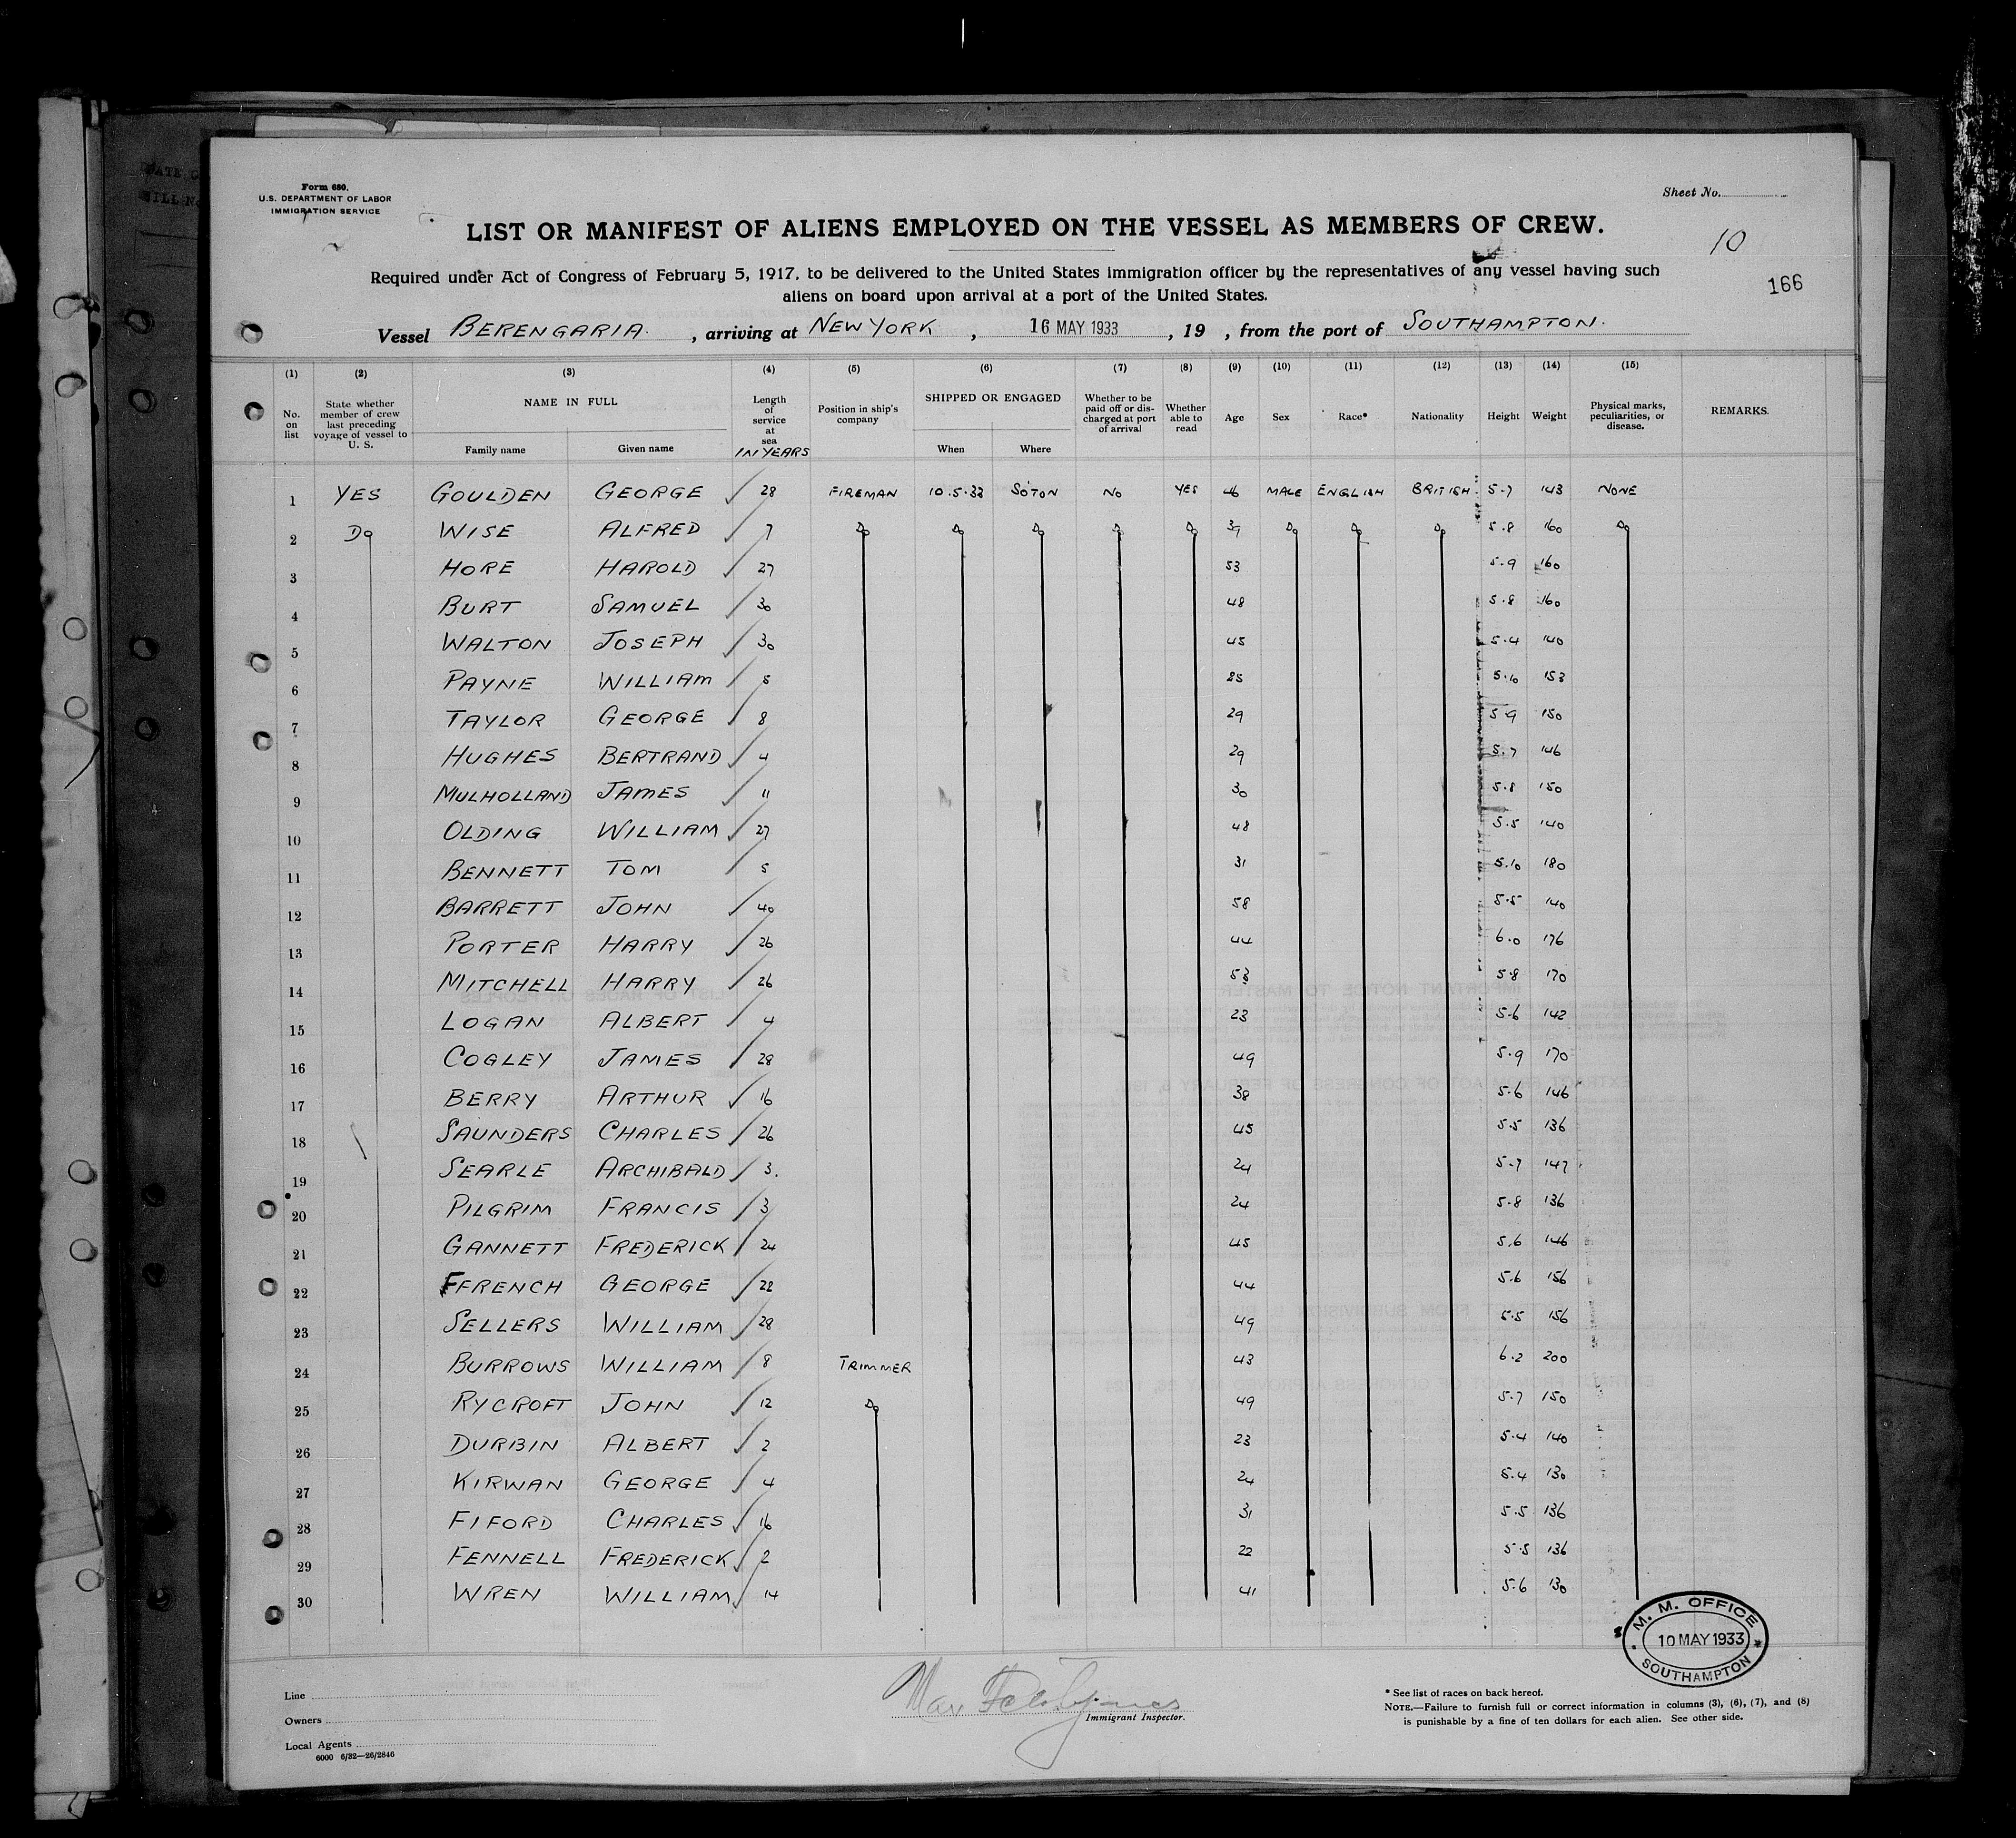 Form 680.
U.S. DEPARTMENT OF LABOR
IMMIGRATION SERVICE
Sheet No.
LIST OR MANIFEST OF ALIENS EMPLOYED ON THE VESSEL AS MEMBERS OF CREW.
10
166
Required under Act of Congress of February 5, 1917, to be delivered to the United States immigration officer by the representatives of any vessel having such
aliens on board upon arrival at a port of the United States.
Vessel BERENGARIA. , arriving at NEW YORK , 16 MAY 1933 , 19 , from the port of SOUTHAMPTON.
(1) (2) (3) (4) (5) (6) (7) (8) (9) (10) (11) (12) (13) (14) (15)
No. on list State whether member of crew last preceding voyage of vessel to U. S. NAME IN FULL Family name Given name Length of service at sea IN YEARS Position in ship's company SHIPPED OR ENGAGED When Where Whether to be paid off or discharged at port of arrival Whether able to read Age Sex Race* Nationality Height Weight Physical marks, peculiarities, or disease. REMARKS.
1 YES GOULDEN GEORGE ✓ 28 FIREMAN 10.5.33 SOTON NO YES 46 MALE ENGLISH BRITISH 5-7 143 NONE
2 Do WISE ALFRED ✓ 7 Do Do Do Do Do 37 Do Do Do 5.8 160 Do
3 HORE HAROLD ✓ 27 53 5-9 160
4 BURT SAMUEL ✓ 30 48 5.8 160
5 WALTON JOSEPH ✓ 30 45 5.4 140
6 PAYNE WILLIAM ✓ 5 25 5.10 153
7 TAYLOR GEORGE ✓ 8 29 5 9 150
8 HUGHES BERTRAND ✓ 4 29 5.7 146
9 MULHOLLAND JAMES ✓ 11 30 5.8 150
10 OLDING WILLIAM ✓ 27 48 5.5 140
11 BENNETT TOM ✓ 5 31 5.10 180
12 BARRETT JOHN ✓ 40 58 5.5 140
13 PORTER HARRY ✓ 26 44 6.0 176
14 MITCHELL HARRY ✓ 26 53 5.8 170
15 LOGAN ALBERT ✓ 4 23 5-6 142
16 COGLEY JAMES ✓ 28 49 5.9 170
17 BERRY ARTHUR ✓ 16 38 5-6 146
18 SAUNDERS CHARLES ✓ 26 45 5.5 136
19 SEARLE ARCHIBALD ✓ 3. 24 5-7 147
20 PILGRIM FRANCIS ✓ 3 24 5-8 136
21 GANNETT FREDERICK ✓ 24 45 5.6 146
22 FFRENCH GEORGE ✓ 22 44 5.6 156
23 SELLERS WILLIAM ✓ 28 49 5.5 156
24 BURROWS WILLIAM ✓ 8 TRIMMER 43 6.2 200
25 RYCROFT JOHN ✓ 12 Do 49 5.7 150
26 DURBIN ALBERT ✓ 2 23 5.4 140
27 KIRWAN GEORGE ✓ 4 24 5.4 130
28 FIFORD CHARLES ✓ 16 31 5.5 136
29 FENNELL FREDERICK ✓ 2 22 5.5 136
30 WREN WILLIAM ✓ 14 41 5.6 130
M. M. OFFICE
10 MAY 1933
SOUTHAMPTON
Line
Owners
Local Agents
6000 6/32—26/2846
Immigrant Inspector.
* See list of races on back hereof.
NOTE.—Failure to furnish full or correct information in columns (3), (6), (7), and (8)
is punishable by a fine of ten dollars for each alien. See other side.